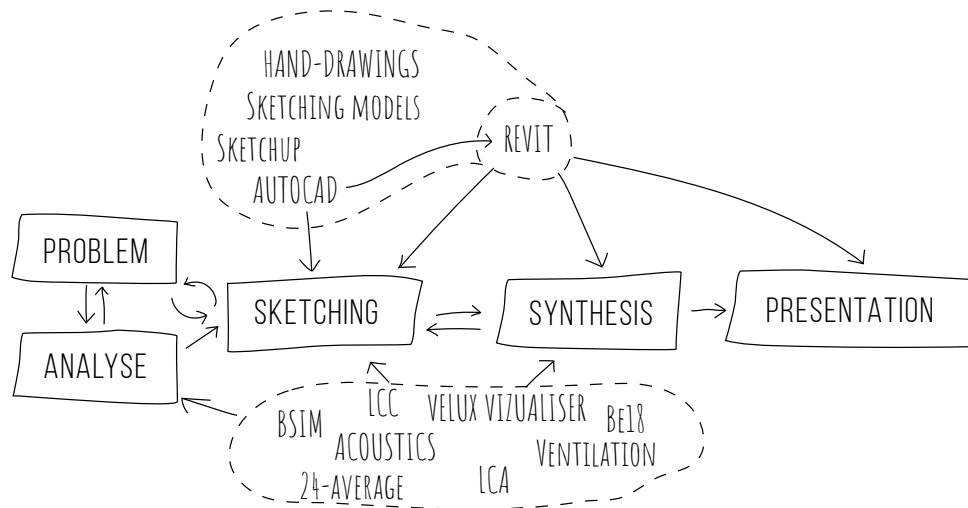 HAND-DRAWINGS
SKETCHING MODELS
REVIT
SKETCHUP
AUTOCAD
PROBLEM
SKETCHING
SYNTHESIS
PRESENTATION
ANALYSE
LCC
VELUX VIZUALISER
BSIM
Be18
ACOUSTICS
VENTILATION
24-AVERAGE
LCA